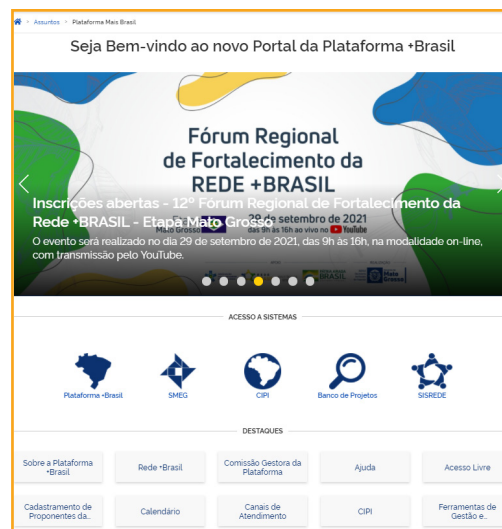 Assuntos > Plataforma Mais Brasil
Seja Bem-vindo ao novo Portal da Plataforma +Brasil
Fórum Regional
de Fortalecimento da
REDE +BRASIL
Inscrições abertas - 12º Fórum Regional de Fortalecimento da
Rede +BRASIL - Etapa Mato Grosso
Mato Grosso
29 de setembro de 2021
das 9h às 16h ao vivo no YouTube
O evento será realizado no dia 29 de setembro de 2021, das 9h às 16h, na modalidade on-line,
com transmissão pelo YouTube.
ACESSO A SISTEMAS
Plataforma +Brasil
SMEG
CIPI
Banco de Projetos
SISREDE
DESTAQUES
Sobre a Plataforma
+Brasil
Rede +Brasil
Comissão Gestora da
Plataforma
Ajuda
Acesso Livre
Cadastramento de
Proponentes da...
Calendário
Canais de
Atendimento
CIPI
Ferramentas de
Gestão e...